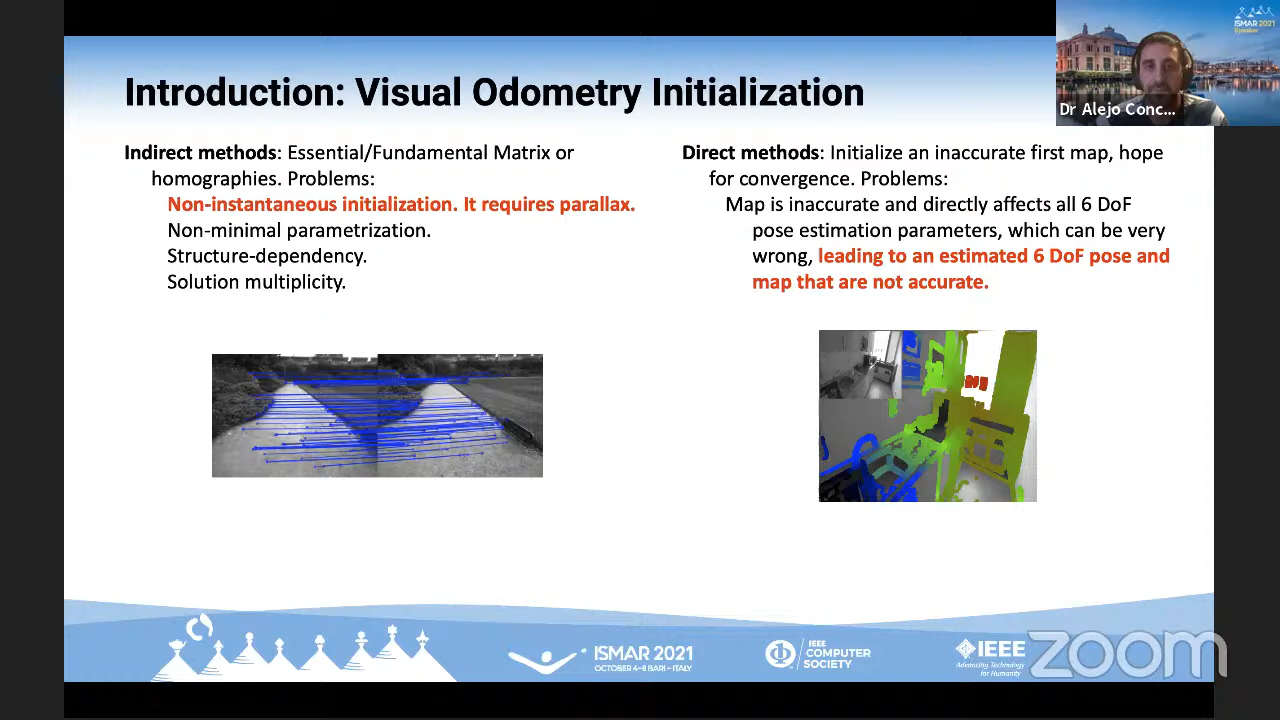 Introduction: Visual Odometry Initialization
Indirect methods: Essential/Fundamental Matrix or
homographies. Problems:
Non-instantaneous initialization. It requires parallax.
Non-minimal parametrization.
Structure-dependency.
Solution multiplicity.
Direct methods: Initialize an inaccurate first map, hope
for convergence. Problems:
Map is inaccurate and directly affects all 6 DoF
pose estimation parameters, which can be very
wrong, leading to an estimated 6 DoF pose and
map that are not accurate.
ISMAR 2021
Speaker
Dr Alejo Conc...
ISMAR 2021
OCTOBER 4-8 BARI - ITALY
IEEE
COMPUTER
SOCIETY
IEEE
Advancing Technology
for Humanity
zoom